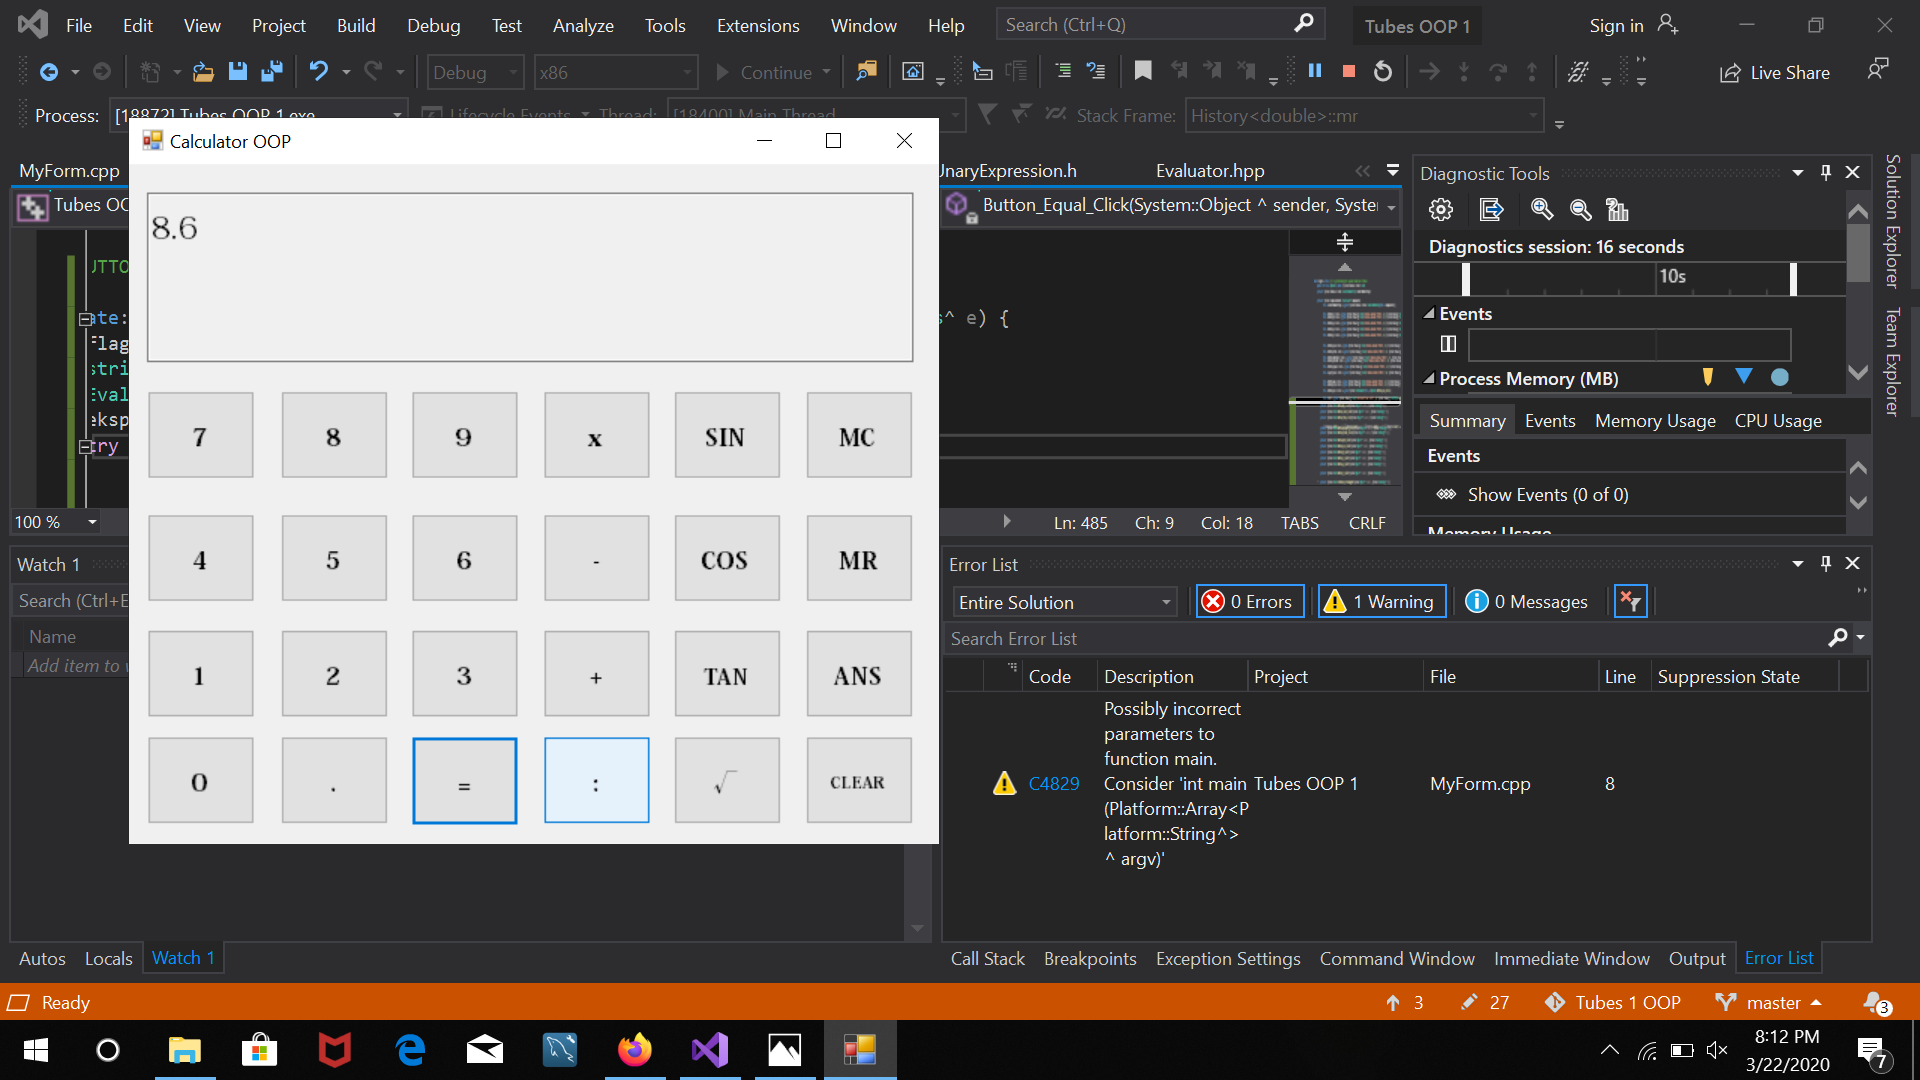 File Edit View Project Build Debug Test Analyze Tools Extensions Window Help Search (Ctrl+Q) Tubes OOP 1 Sign in
Debug x86 Continue Live Share
Process: [18872] Tubes OOP 1.exe Lifecycle Events Thread: [18400] Main Thread Stack Frame: History<double>::mr
Calculator OOP
MyForm.cpp UnaryExpression.h Evaluator.hpp
Tubes OO Button_Equal_Click(System::Object ^ sender, Syste
8.6
UTTO
ate: s^ e) {
Flag
stri
Eval
eksp
try
7 8 9 x SIN MC
4 5 6 - COS MR
1 2 3 + TAN ANS
0 . = : √ CLEAR
100 % Ln: 485 Ch: 9 Col: 18 TABS CRLF
Diagnostic Tools
Diagnostics session: 16 seconds
10s
Events
Process Memory (MB)
Summary Events Memory Usage CPU Usage
Events
Show Events (0 of 0)
Memory Usage
Solution Explorer
Team Explorer
Watch 1
Search (Ctrl+E
Name
Add item to w
Autos Locals Watch 1
Error List
Entire Solution 0 Errors 1 Warning 0 Messages
Search Error List
Code Description Project File Line Suppression State
Possibly incorrect
parameters to
function main.
C4829 Consider 'int main Tubes OOP 1 MyForm.cpp 8
(Platform::Array<P
latform::String^>
^ argv)'
Call Stack Breakpoints Exception Settings Command Window Immediate Window Output Error List
Ready 3 27 Tubes 1 OOP master 3
8:12 PM
3/22/2020
7